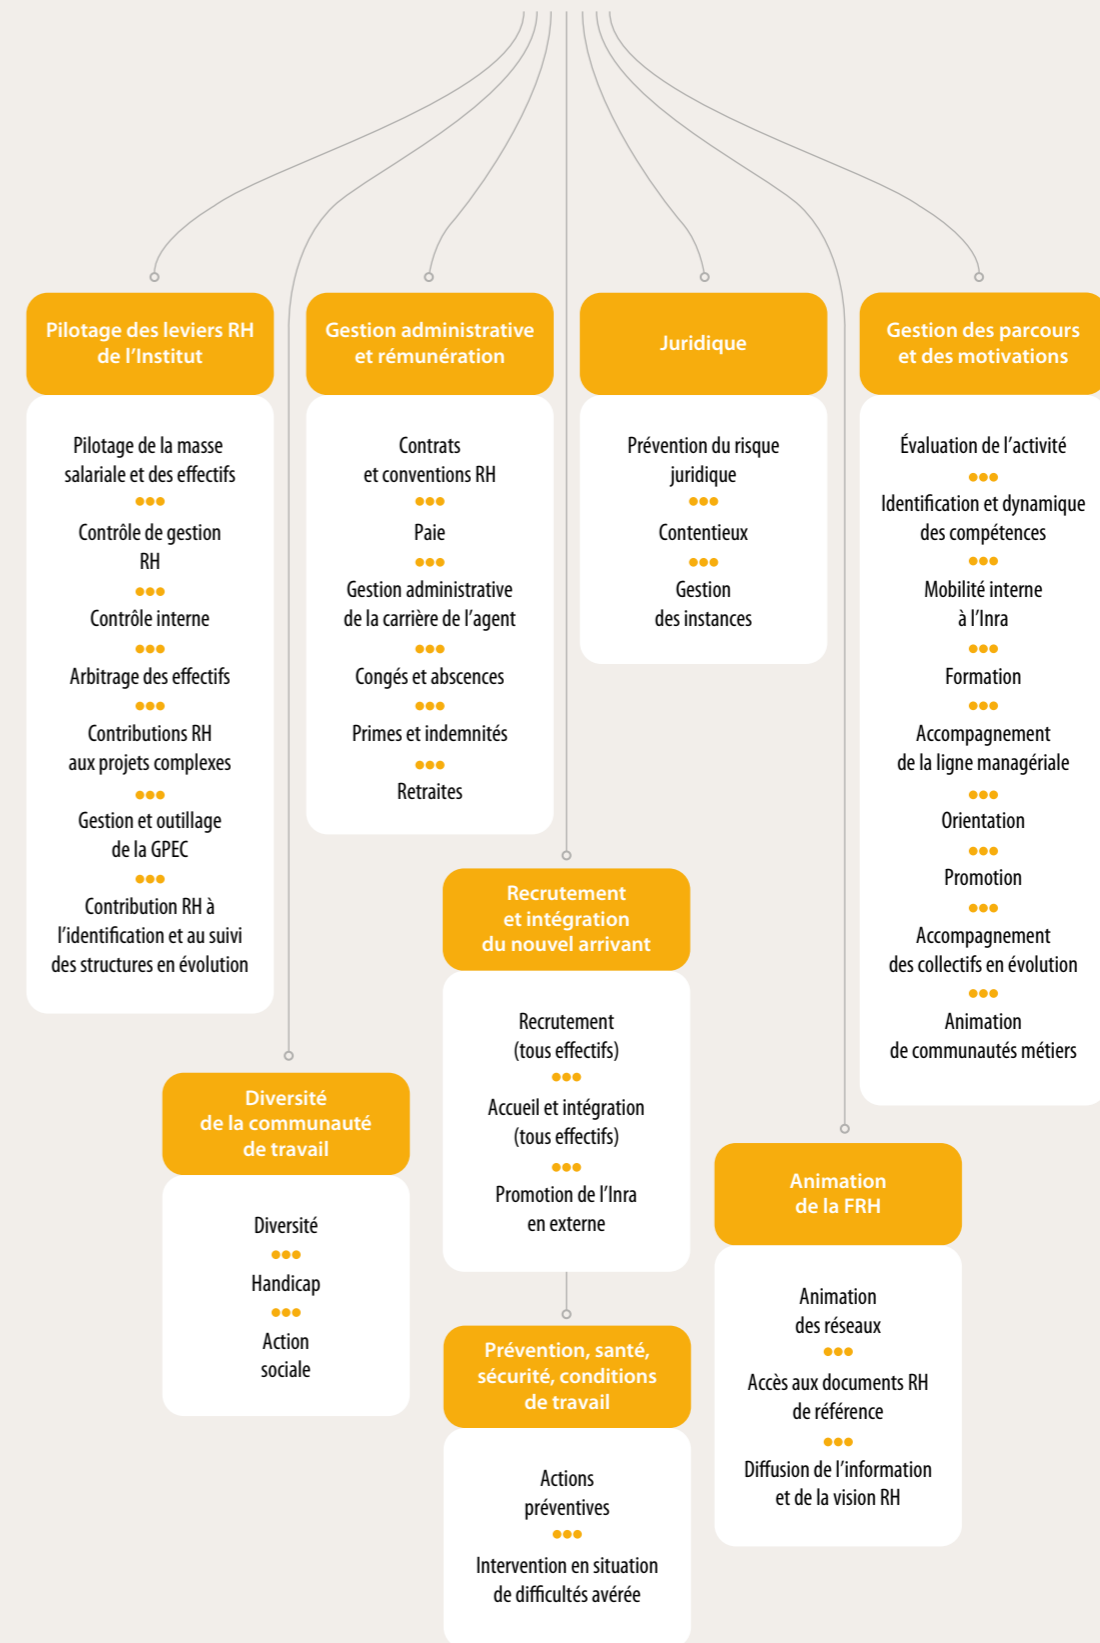 Pilotage des leviers RH
de l’Institut
Pilotage de la masse
salariale et des effectifs
Contrôle de gestion
RH
Contrôle interne
Arbitrage des effectifs
Contributions RH
aux projets complexes
Gestion et outillage
de la GPEC
Contribution RH à
l’identification et au suivi
des structures en évolution
Gestion administrative
et rémunération
Contrats
et conventions RH
Paie
Gestion administrative
de la carrière de l’agent
Congés et abscences
Primes et indemnités
Retraites
Juridique
Prévention du risque
juridique
Contentieux
Gestion
des instances
Gestion des parcours
et des motivations
Évaluation de l’activité
Identification et dynamique
des compétences
Mobilité interne
à l’Inra
Formation
Accompagnement
de la ligne managériale
Orientation
Promotion
Accompagnement
des collectifs en évolution
Animation
de communautés métiers
Recrutement
et intégration
du nouvel arrivant
Recrutement
(tous effectifs)
Accueil et intégration
(tous effectifs)
Promotion de l’Inra
en externe
Diversité
de la communauté
de travail
Diversité
Handicap
Action
sociale
Animation
de la FRH
Animation
des réseaux
Accès aux documents RH
de référence
Diffusion de l’information
et de la vision RH
Prévention, santé,
sécurité, conditions
de travail
Actions
préventives
Intervention en situation
de difficultés avérée